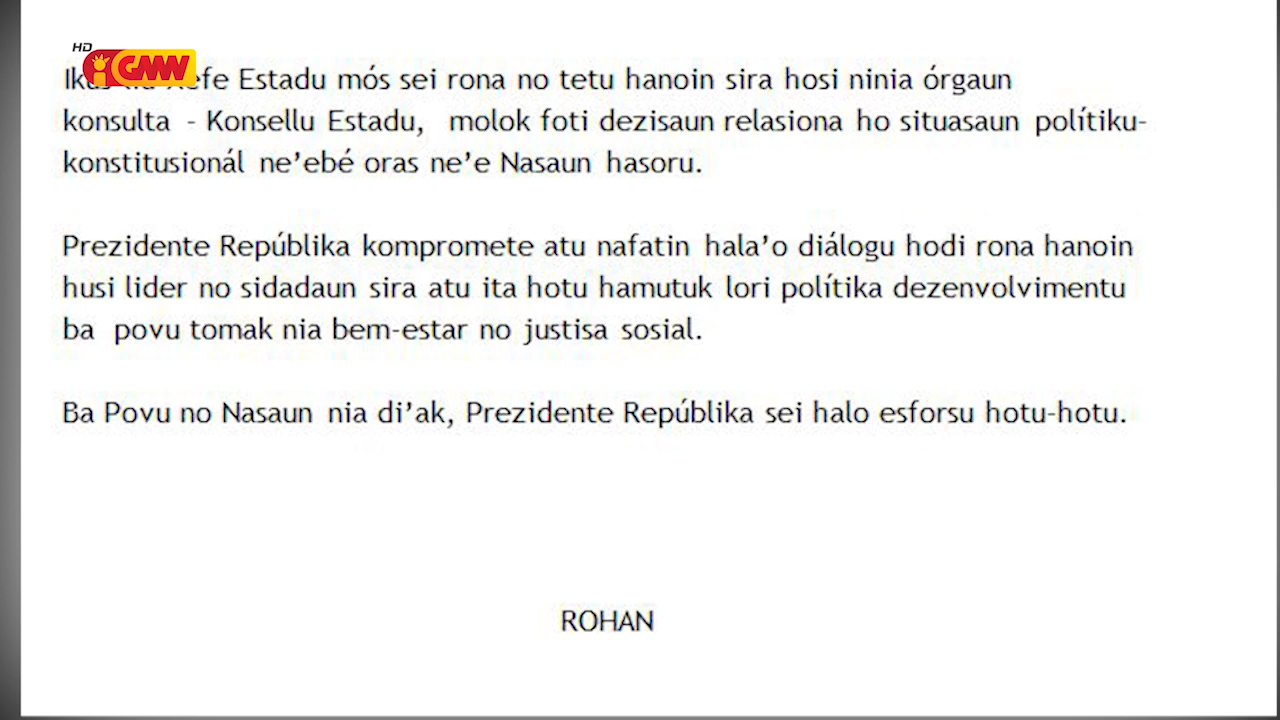 HD
GMN
Xefe Estadu mós sei rona no tetu hanoin sira hosi ninia órgaun
konsulta - Konsellu Estadu, molok foti dezisaun relasiona ho situasaun polítiku-
konstitusionál ne’ebé oras ne’e Nasaun hasoru.
Prezidente Repúblika kompromete atu nafatin hala’o diálogu hodi rona hanoin
husi lider no sidadaun sira atu ita hotu hamutuk lori polítika dezenvolvimentu
ba povu tomak nia bem-estar no justisa sosial.
Ba Povu no Nasaun nia di’ak, Prezidente Repúblika sei halo esforsu hotu-hotu.
ROHAN